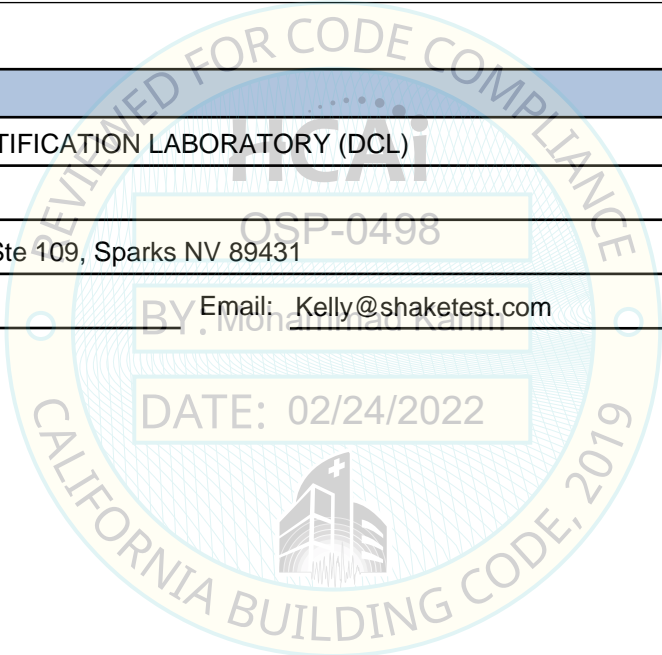 REVIEWED FOR CODE COMPLIANCE
HCAi
TIFICATION LABORATORY (DCL)
OSP-0498
Ste 109, Sparks NV 89431
Email: Kelly@shaketest.com
BY: Mohammad Karim
DATE: 02/24/2022
CALIFORNIA BUILDING CODE, 2019